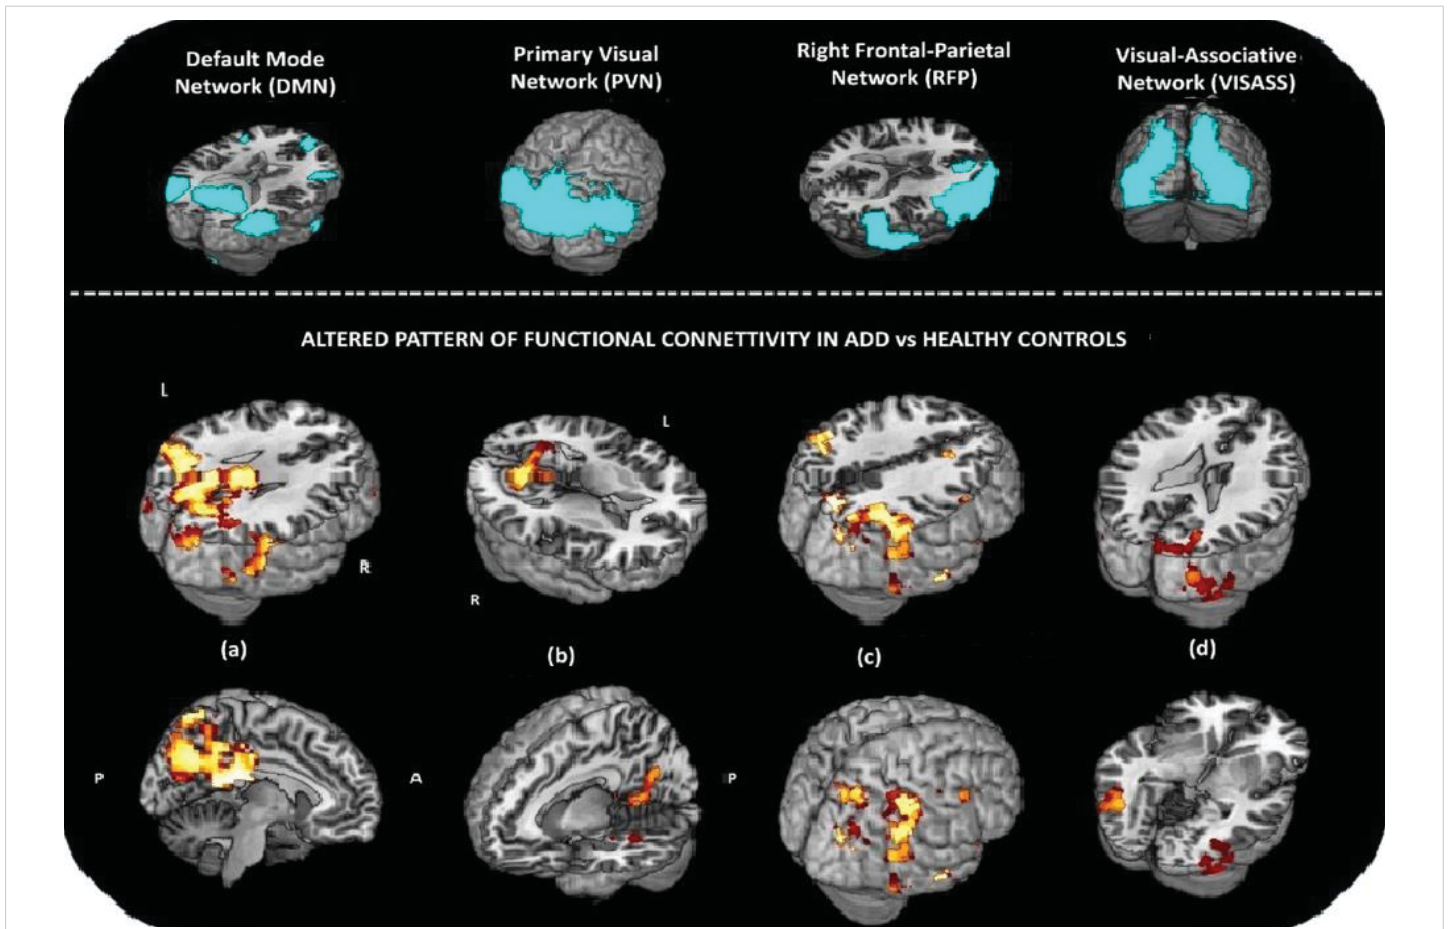 Default Mode
Network (DMN)
Primary Visual
Network (PVN)
Right Frontal-Parietal
Network (RFP)
Visual-Associative
Network (VISASS)
ALTERED PATTERN OF FUNCTIONAL CONNETTIVITY IN ADD vs HEALTHY CONTROLS
L
R
L
R
(a)
(b)
(c)
(d)
P
A
P